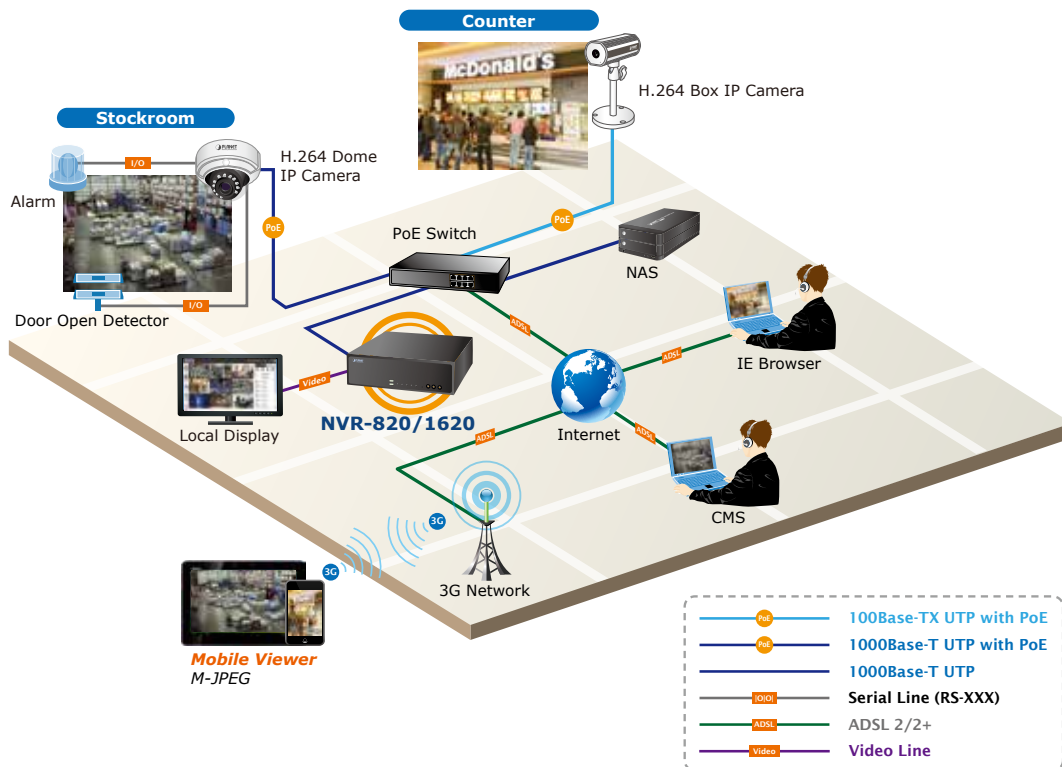 Counter
McDonald's
H.264 Box IP Camera
Stockroom
PLANET
I/O
H.264 Dome
IP Camera
Alarm
PoE
PoE
PoE Switch
NAS
I/O
Door Open Detector
ADSL
ADSL
IE Browser
Video
NVR-820/1620
Local Display
Internet
ADSL
ADSL
CMS
3G
3G
3G Network
Mobile Viewer
M-JPEG
PoE
100Base-TX UTP with PoE
PoE
1000Base-T UTP with PoE
1000Base-T UTP
|O|O|
Serial Line (RS-XXX)
ADSL
ADSL 2/2+
Video
Video Line